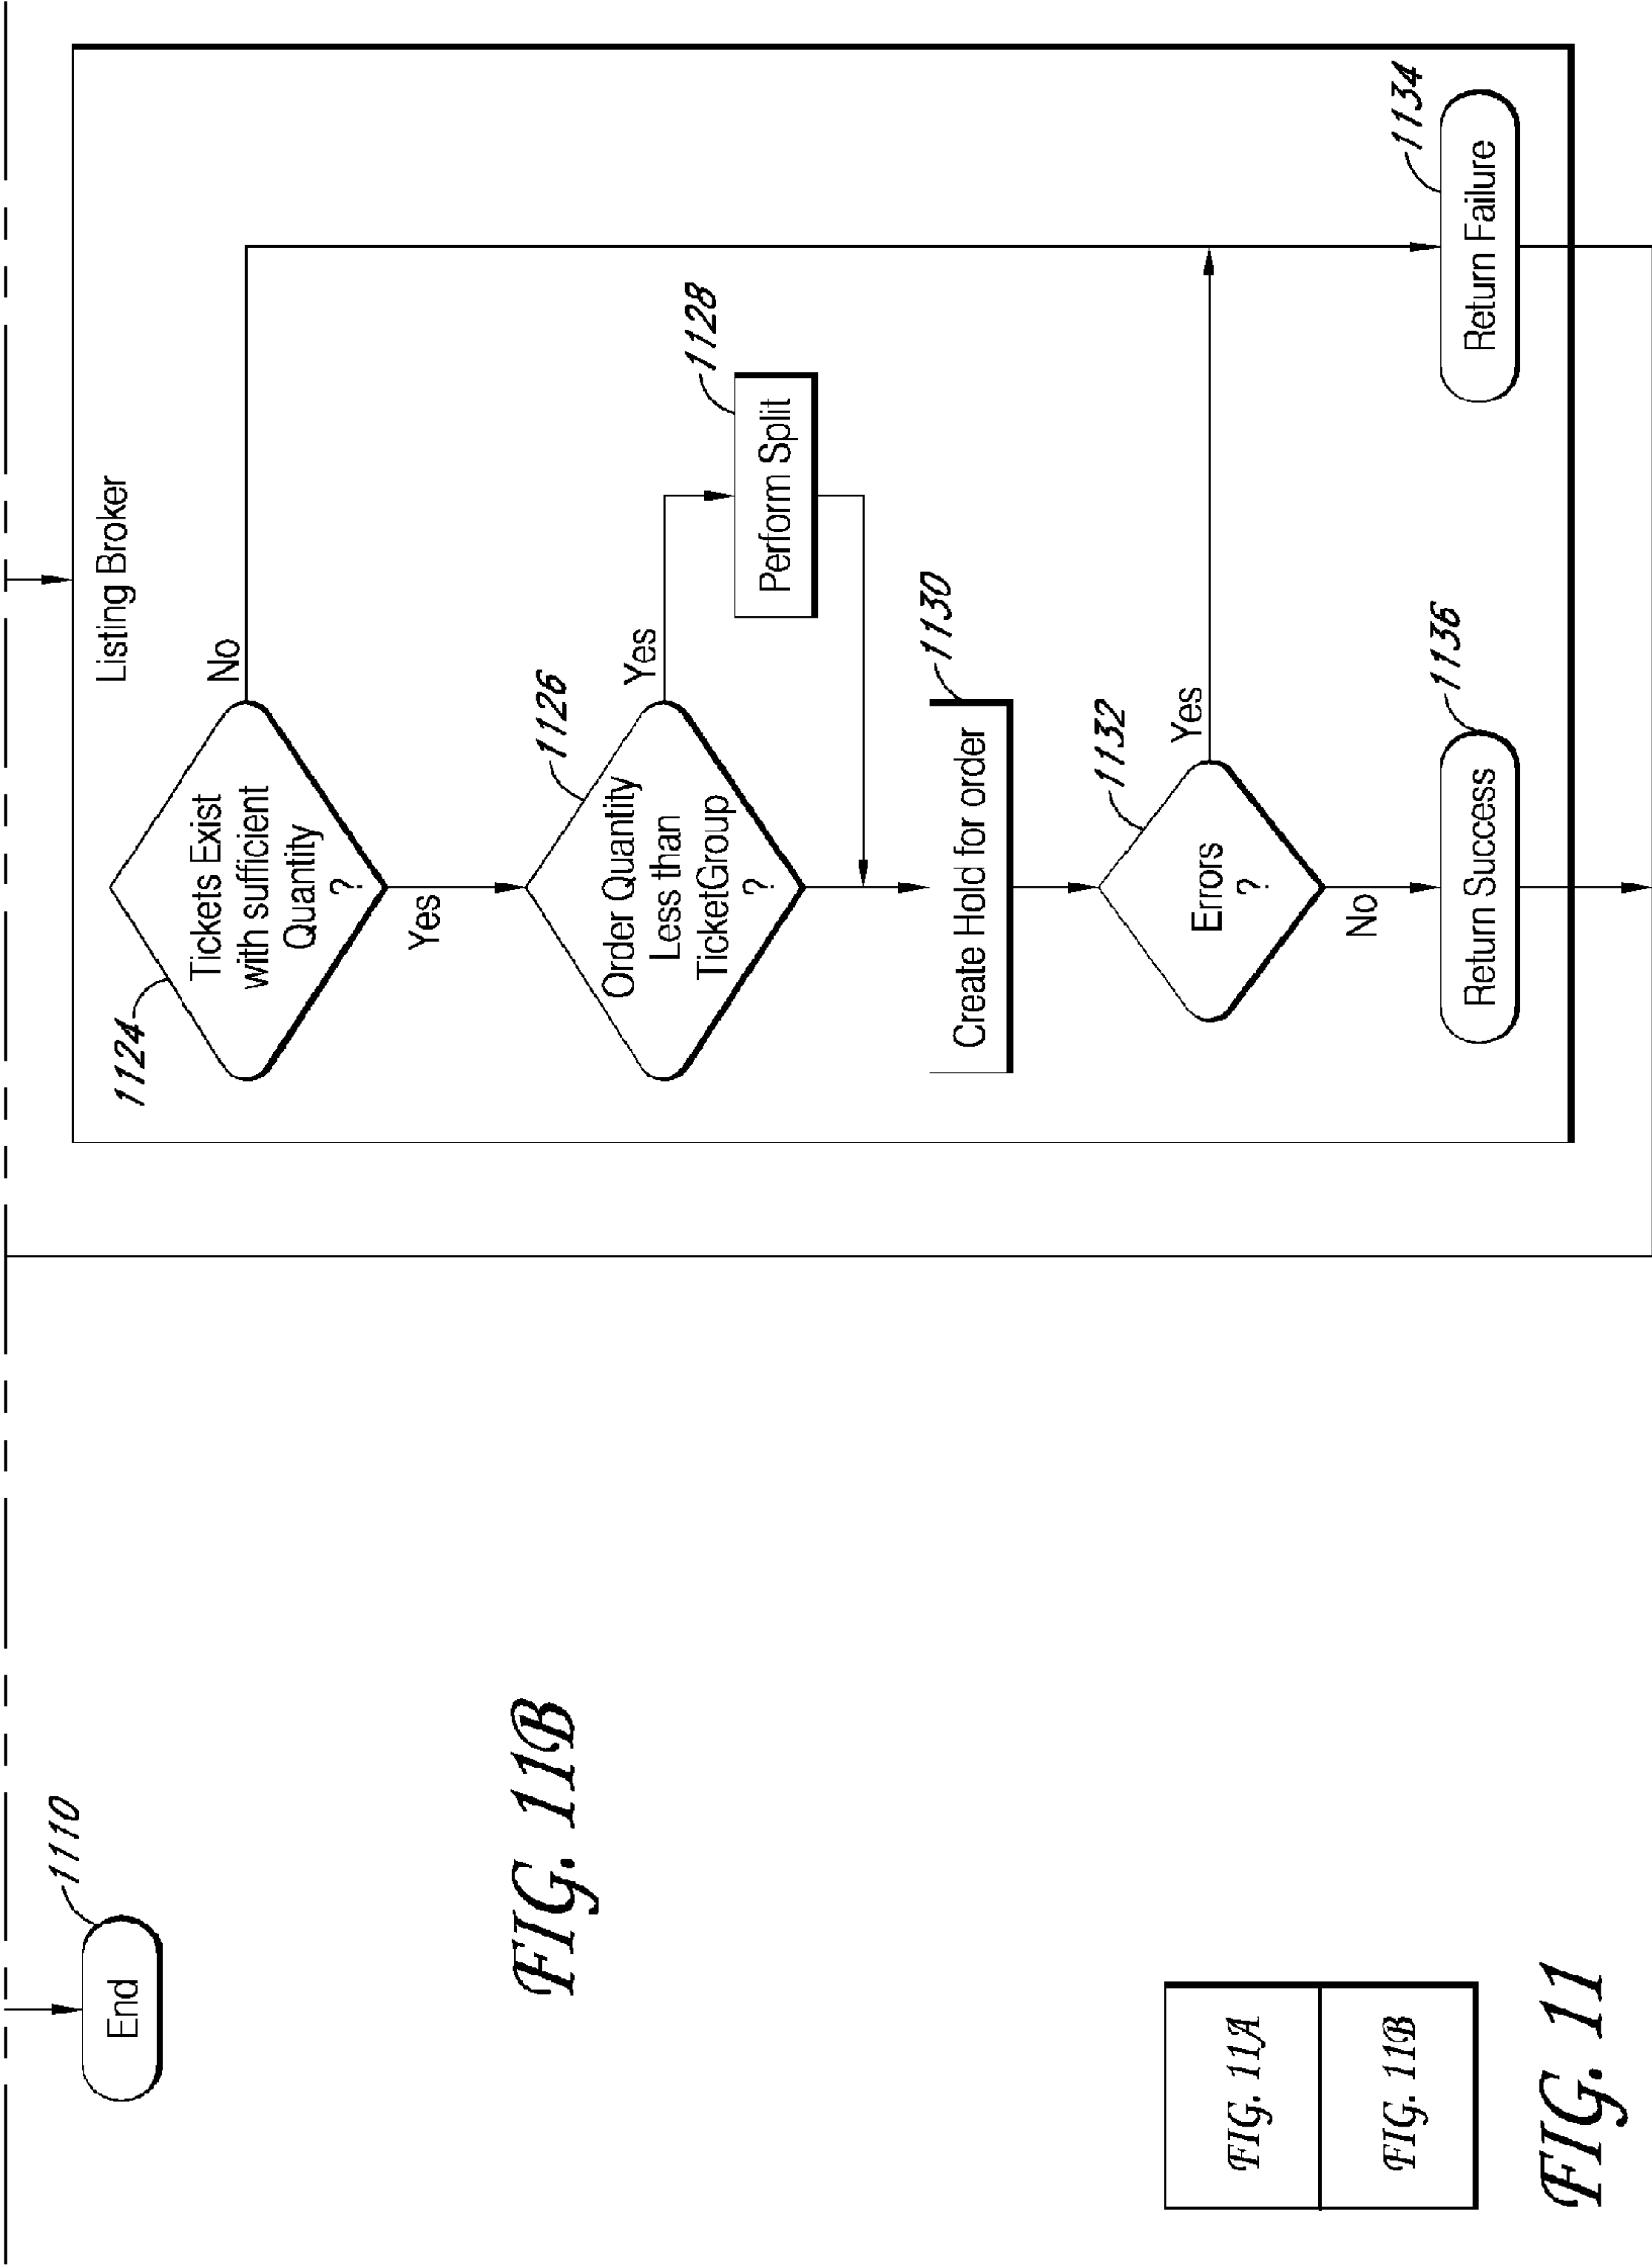 Listing Broker
1124
Tickets Exist
with sufficient
Quantity
?
No
Yes
1126
Order Quantity
Less than
TicketGroup
?
Yes
1128
Perform Split
1130
Create Hold for order
1132
Errors
?
Yes
No
1134
Return Failure
1136
Return Success
1110
End
FIG. 11B
FIG. 11A
FIG. 11B
FIG. 11